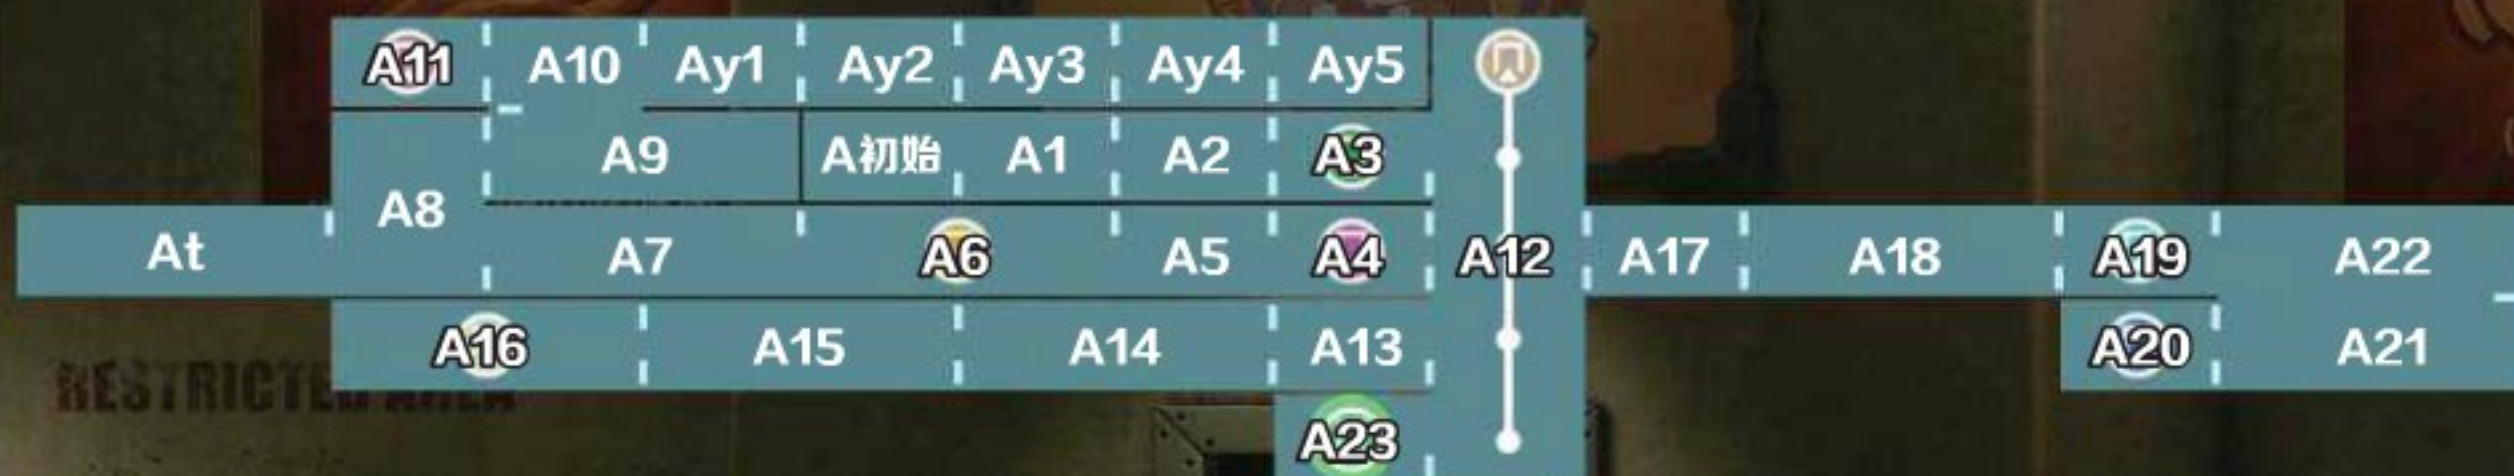 A11 A10 Ay1 Ay2 Ay3 Ay4 Ay5
A9 A初始 A1 A2 A3
A8
At A7 A6 A5 A4 A12 A17 A18 A19 A22
A16 A15 A14 A13 A20 A21
RESTRICTED AREA
A23